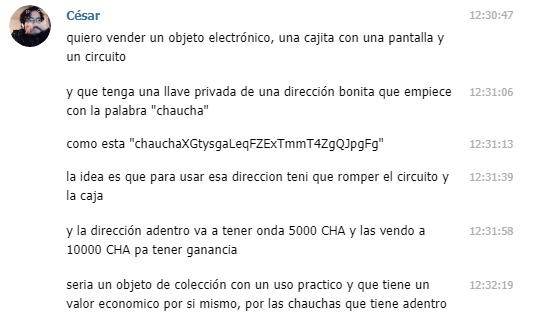 César 12:30:47
quiero vender un objeto electrónico, una cajita con una pantalla y
un circuito
y que tenga una llave privada de una dirección bonita que empiece 12:31:06
con la palabra "chaucha"
como esta "chauchaXGtysgaLeqFZExTmmT4ZgQJpgFg" 12:31:13
la idea es que para usar esa direccion teni que romper el circuito y 12:31:39
la caja
y la dirección adentro va a tener onda 5000 CHA y las vendo a 12:31:58
10000 CHA pa tener ganancia
seria un objeto de colección con un uso practico y que tiene un 12:32:19
valor economico por si mismo, por las chauchas que tiene adentro